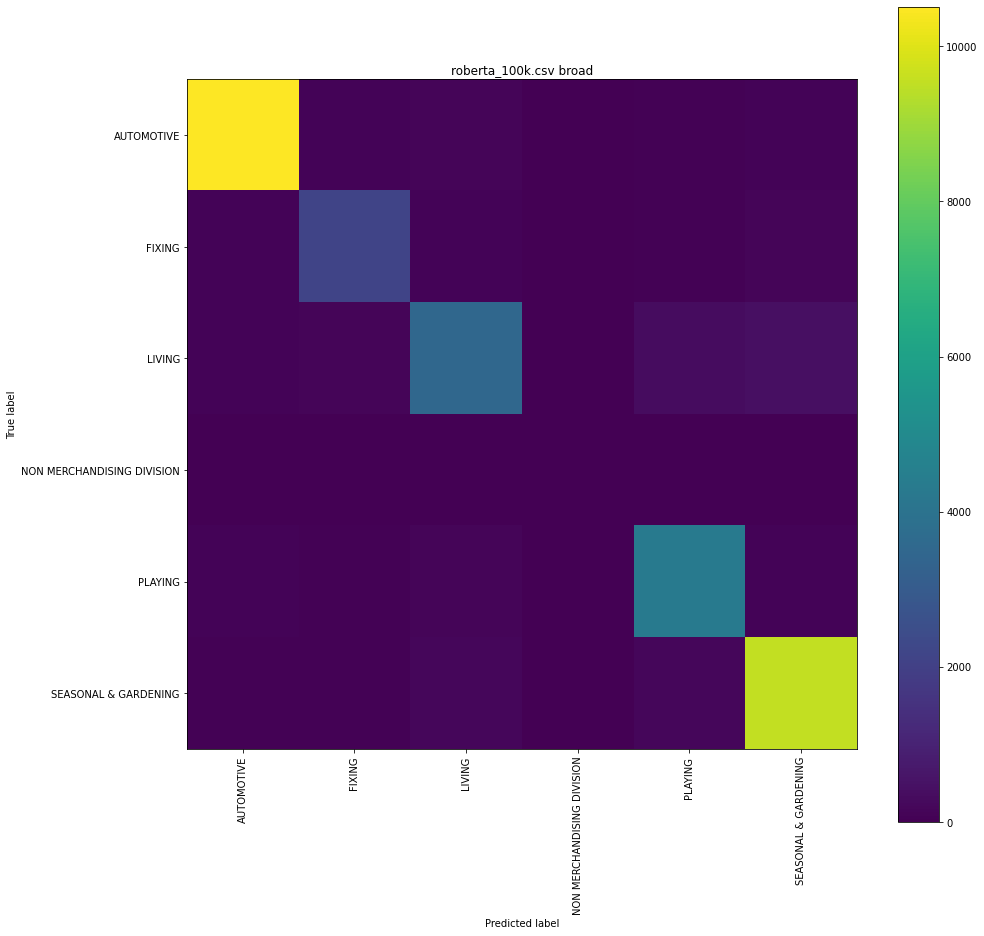 roberta_100k.csv broad
True label
AUTOMOTIVE
FIXING
LIVING
NON MERCHANDISING DIVISION
PLAYING
SEASONAL & GARDENING
AUTOMOTIVE
FIXING
LIVING
NON MERCHANDISING DIVISION
PLAYING
SEASONAL & GARDENING
Predicted label
10000
8000
6000
4000
2000
0